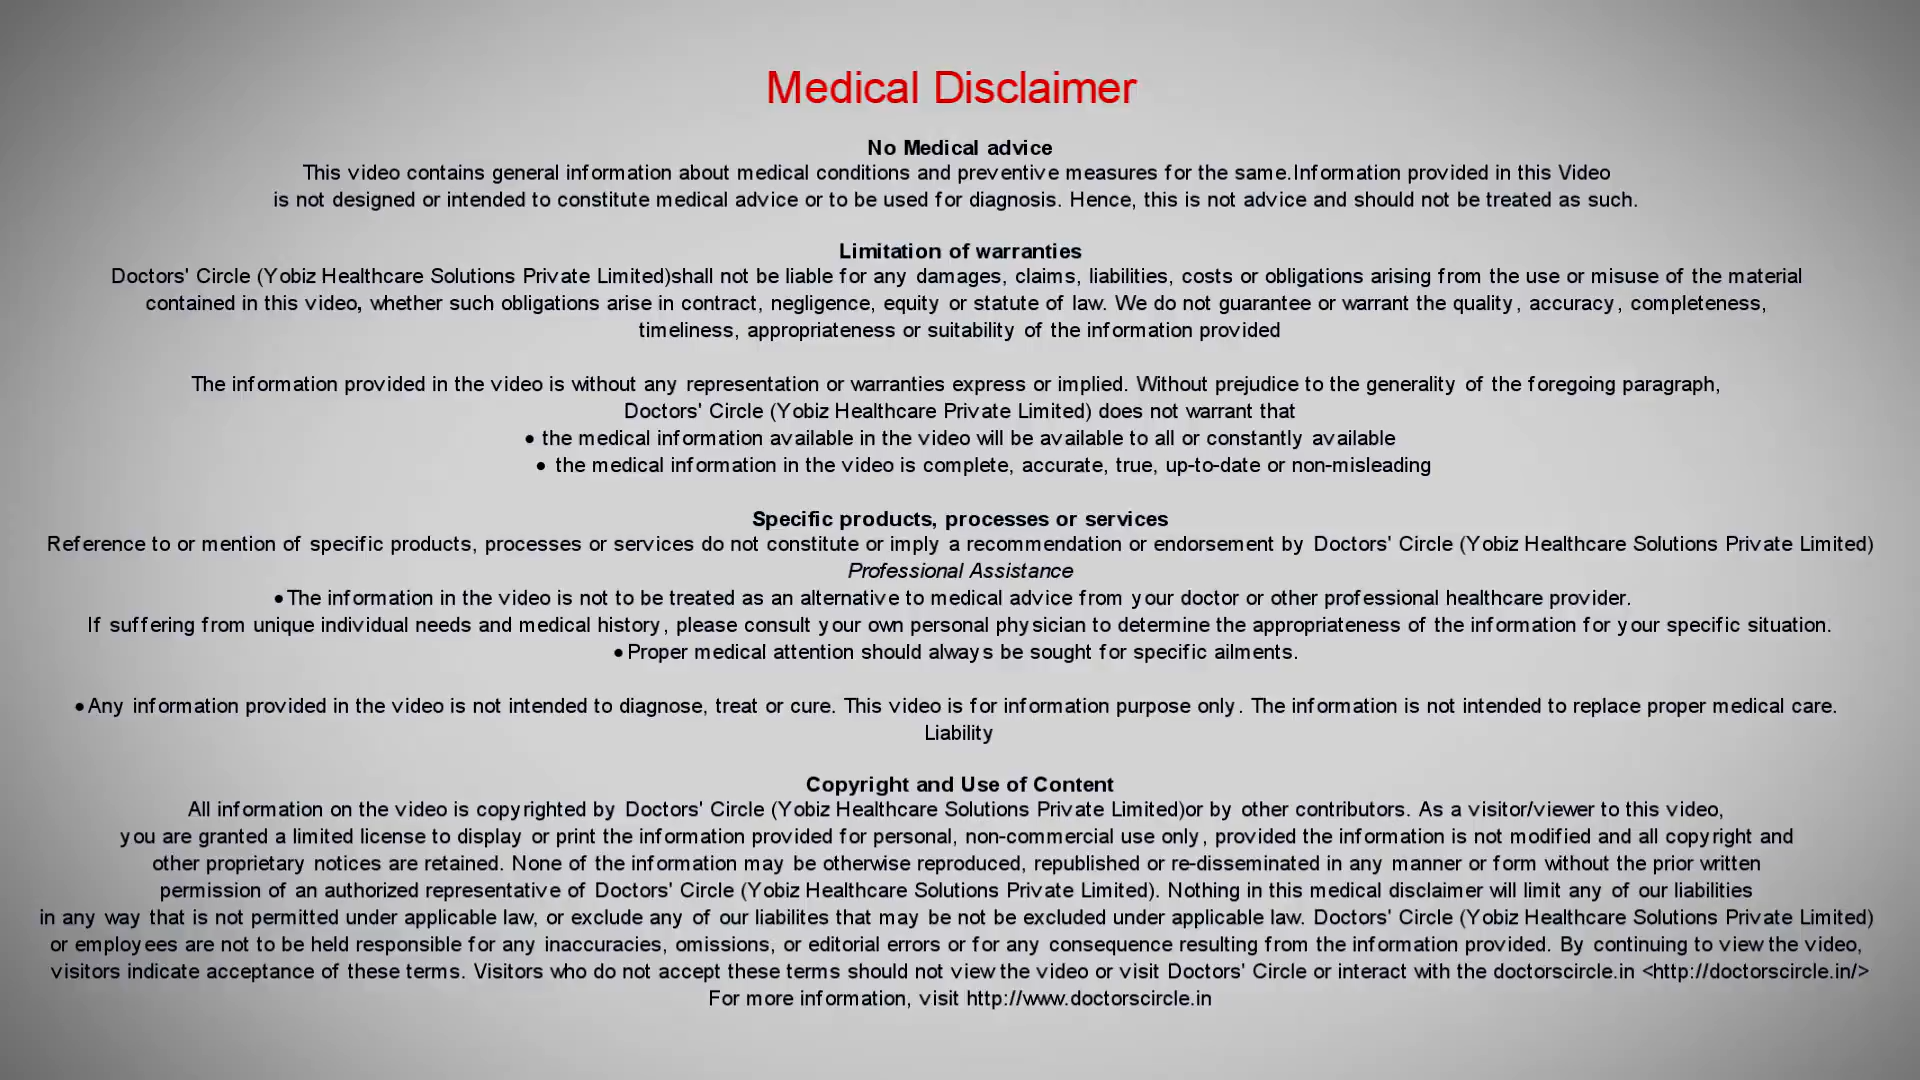 Medical Disclaimer
No Medical advice
This video contains general information about medical conditions and preventive measures for the same.Information provided in this Video
is not designed or intended to constitute medical advice or to be used for diagnosis. Hence, this is not advice and should not be treated as such.
Limitation of warranties
Doctors' Circle (Yobiz Healthcare Solutions Private Limited)shall not be liable for any damages, claims, liabilities, costs or obligations arising from the use or misuse of the material
contained in this video, whether such obligations arise in contract, negligence, equity or statute of law. We do not guarantee or warrant the quality, accuracy, completeness,
timeliness, appropriateness or suitability of the information provided
The information provided in the video is without any representation or warranties express or implied. Without prejudice to the generality of the foregoing paragraph,
Doctors' Circle (Yobiz Healthcare Private Limited) does not warrant that
• the medical information available in the video will be available to all or constantly available
• the medical information in the video is complete, accurate, true, up-to-date or non-misleading
Specific products, processes or services
Reference to or mention of specific products, processes or services do not constitute or imply a recommendation or endorsement by Doctors' Circle (Yobiz Healthcare Solutions Private Limited)
Professional Assistance
•The information in the video is not to be treated as an alternative to medical advice from your doctor or other professional healthcare provider.
If suffering from unique individual needs and medical history, please consult your own personal physician to determine the appropriateness of the information for your specific situation.
•Proper medical attention should always be sought for specific ailments.
•Any information provided in the video is not intended to diagnose, treat or cure. This video is for information purpose only. The information is not intended to replace proper medical care.
Liability
Copyright and Use of Content
All information on the video is copyrighted by Doctors' Circle (Yobiz Healthcare Solutions Private Limited)or by other contributors. As a visitor/viewer to this video,
you are granted a limited license to display or print the information provided for personal, non-commercial use only, provided the information is not modified and all copyright and
other proprietary notices are retained. None of the information may be otherwise reproduced, republished or re-disseminated in any manner or form without the prior written
permission of an authorized representative of Doctors' Circle (Yobiz Healthcare Solutions Private Limited). Nothing in this medical disclaimer will limit any of our liabilities
in any way that is not permitted under applicable law, or exclude any of our liabilites that may be not be excluded under applicable law. Doctors' Circle (Yobiz Healthcare Solutions Private Limited)
or employees are not to be held responsible for any inaccuracies, omissions, or editorial errors or for any consequence resulting from the information provided. By continuing to view the video,
visitors indicate acceptance of these terms. Visitors who do not accept these terms should not view the video or visit Doctors' Circle or interact with the doctorscircle.in <http://doctorscircle.in/>
For more information, visit http://www.doctorscircle.in